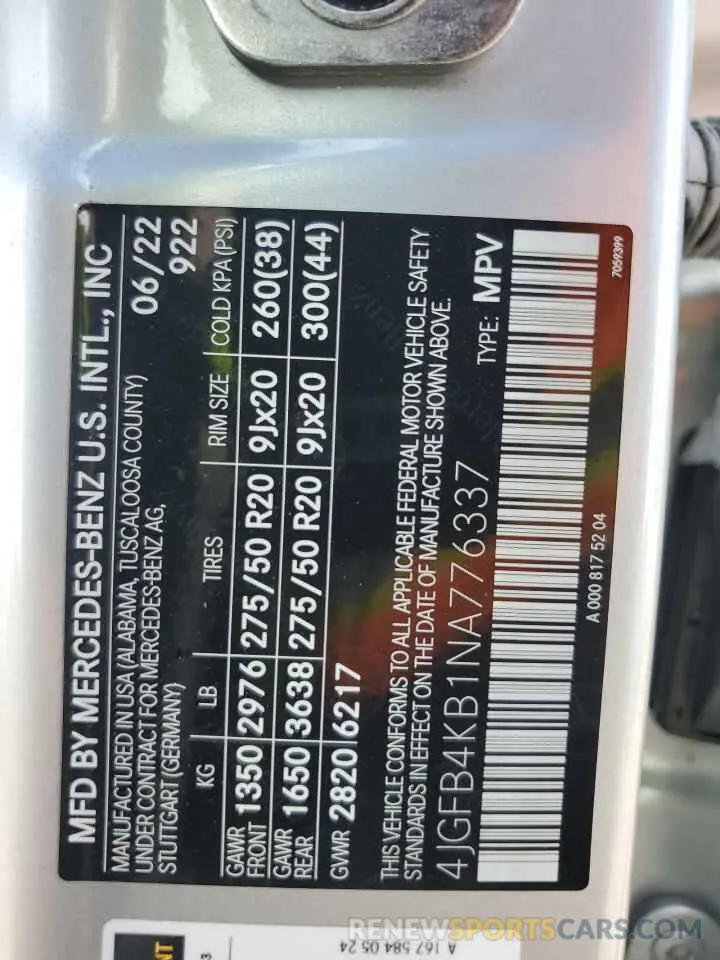 MFD BY MERCEDES-BENZ U.S. INTL., INC
MANUFACTURED IN USA (ALABAMA, TUSCALOOSA COUNTY) 06/22
UNDER CONTRACT FOR MERCEDES-BENZ AG, 922
STUTTGART (GERMANY)
KG LB TIRES RIM SIZE COLD KPA (PSI)
GAWR FRONT 1350 2976 275/50 R20 9Jx20 260(38)
GAWR REAR 1650 3638 275/50 R20 9Jx20 300(44)
GVWR 2820 6217
THIS VEHICLE CONFORMS TO ALL APPLICABLE FEDERAL MOTOR VEHICLE SAFETY
STANDARDS IN EFFECT ON THE DATE OF MANUFACTURE SHOWN ABOVE.
4JGFB4KB1NA776337 TYPE: MPV
A 000 817 52 04
7059399
A 167 584 05 24
RENEWSPORTSCARS.COM